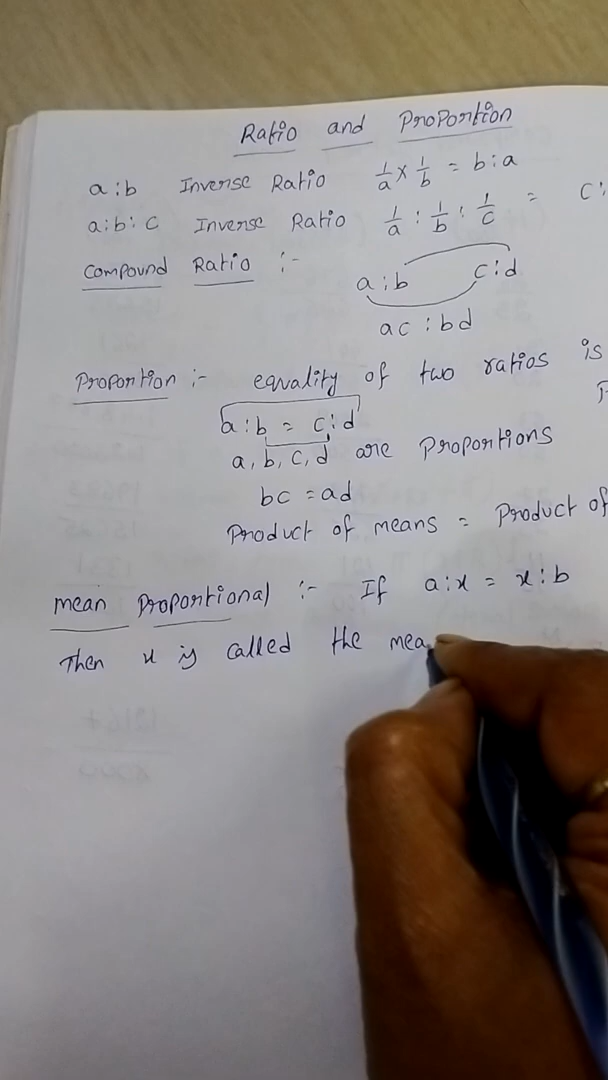 Ratio and Proportion
a:b Inverse Ratio 1/a × 1/b = b:a
a:b:c Inverse Ratio 1/a : 1/b : 1/c = c:
Compound Ratio :- a:b c:d
ac : bd
Proportion :- equality of two ratios is
a:b = c:d
a, b, c, d are Proportions
bc = ad
Product of means = Product of
mean Proportional :- If a:x = x:b
Then x is called the mea